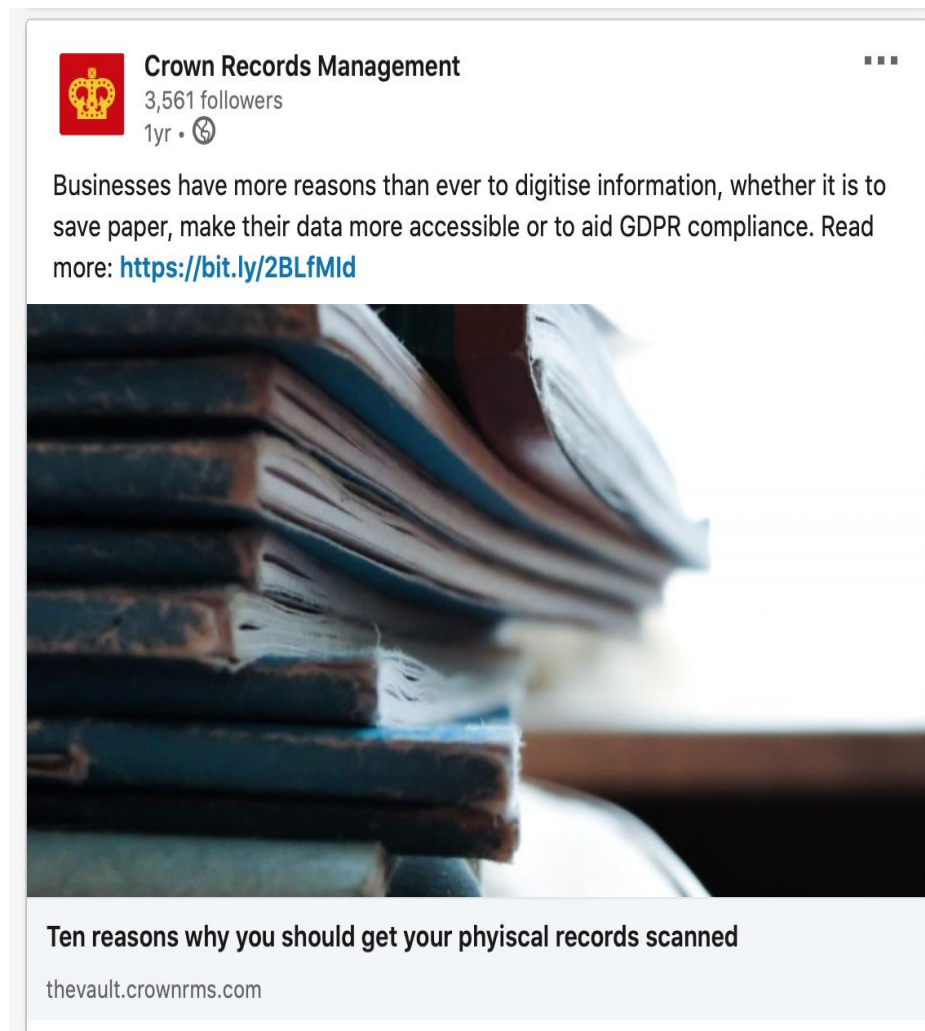 Crown Records Management
3,561 followers
1yr •
Businesses have more reasons than ever to digitise information, whether it is to
save paper, make their data more accessible or to aid GDPR compliance. Read
more: https://bit.ly/2BLfMId
Ten reasons why you should get your phyiscal records scanned
thevault.crownrms.com